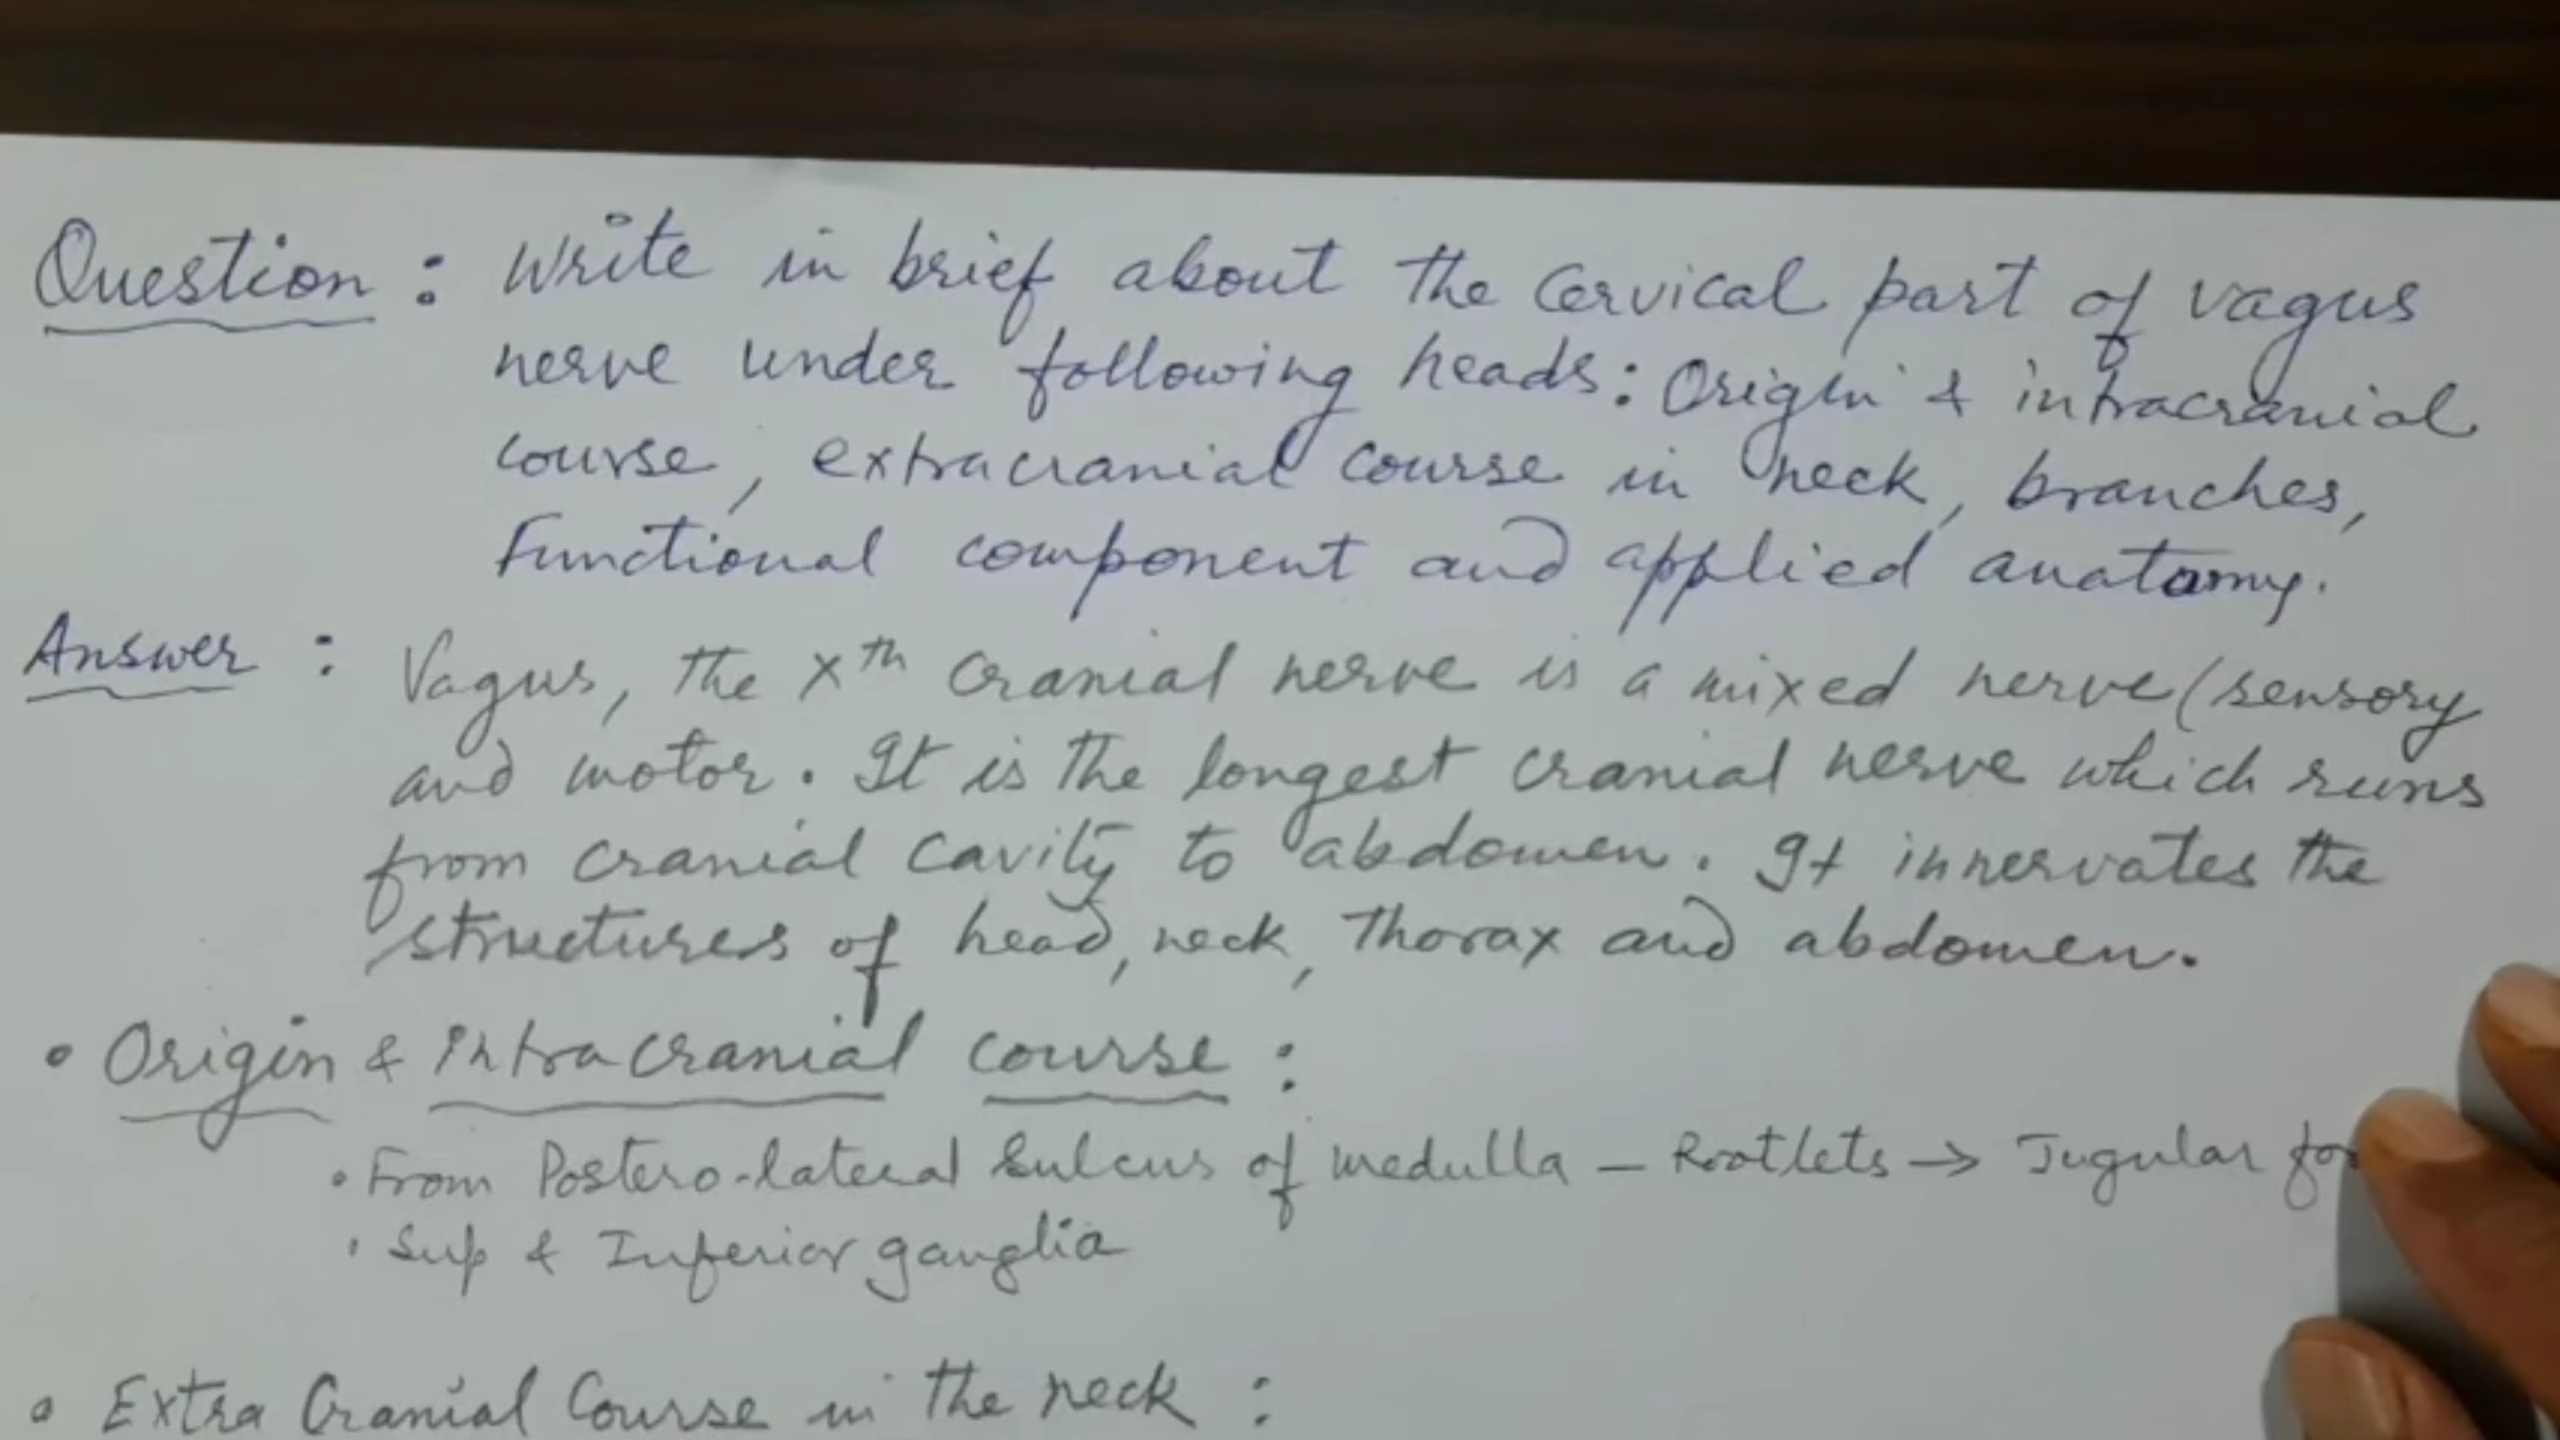 Question : Write in brief about the Cervical part of vagus
nerve under following heads : Origin & intracranial
course, extracranial course in neck, branches,
Functional component and applied anatomy.
Answer : Vagus, the Xth cranial nerve is a mixed nerve (sensory
and motor. It is the longest cranial nerve which runs
from cranial cavity to abdomen. It innervates the
structures of head, neck, Thorax and abdomen.
• Origin & Intracranial course :
• From Postero-lateral Sulcus of medulla – Rootlets → Jugular
• Sup & Inferior ganglia
• Extra Cranial Course in the neck :